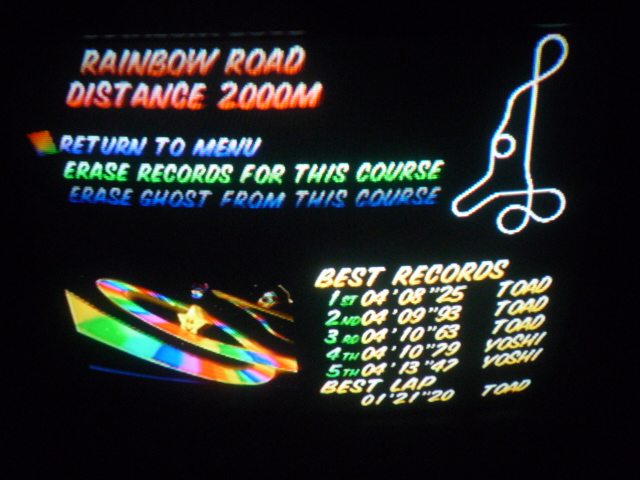 RAINBOW ROAD
DISTANCE 2000M
RETURN TO MENU
ERASE RECORDS FOR THIS COURSE
ERASE GHOST FROM THIS COURSE
BEST RECORDS
1ST 04'08"25 TOAD
2ND 04'09"93 TOAD
3RD 04'10"63 TOAD
4TH 04'10"79 YOSHI
5TH 04'13"47 YOSHI
BEST LAP
01'21"20 TOAD